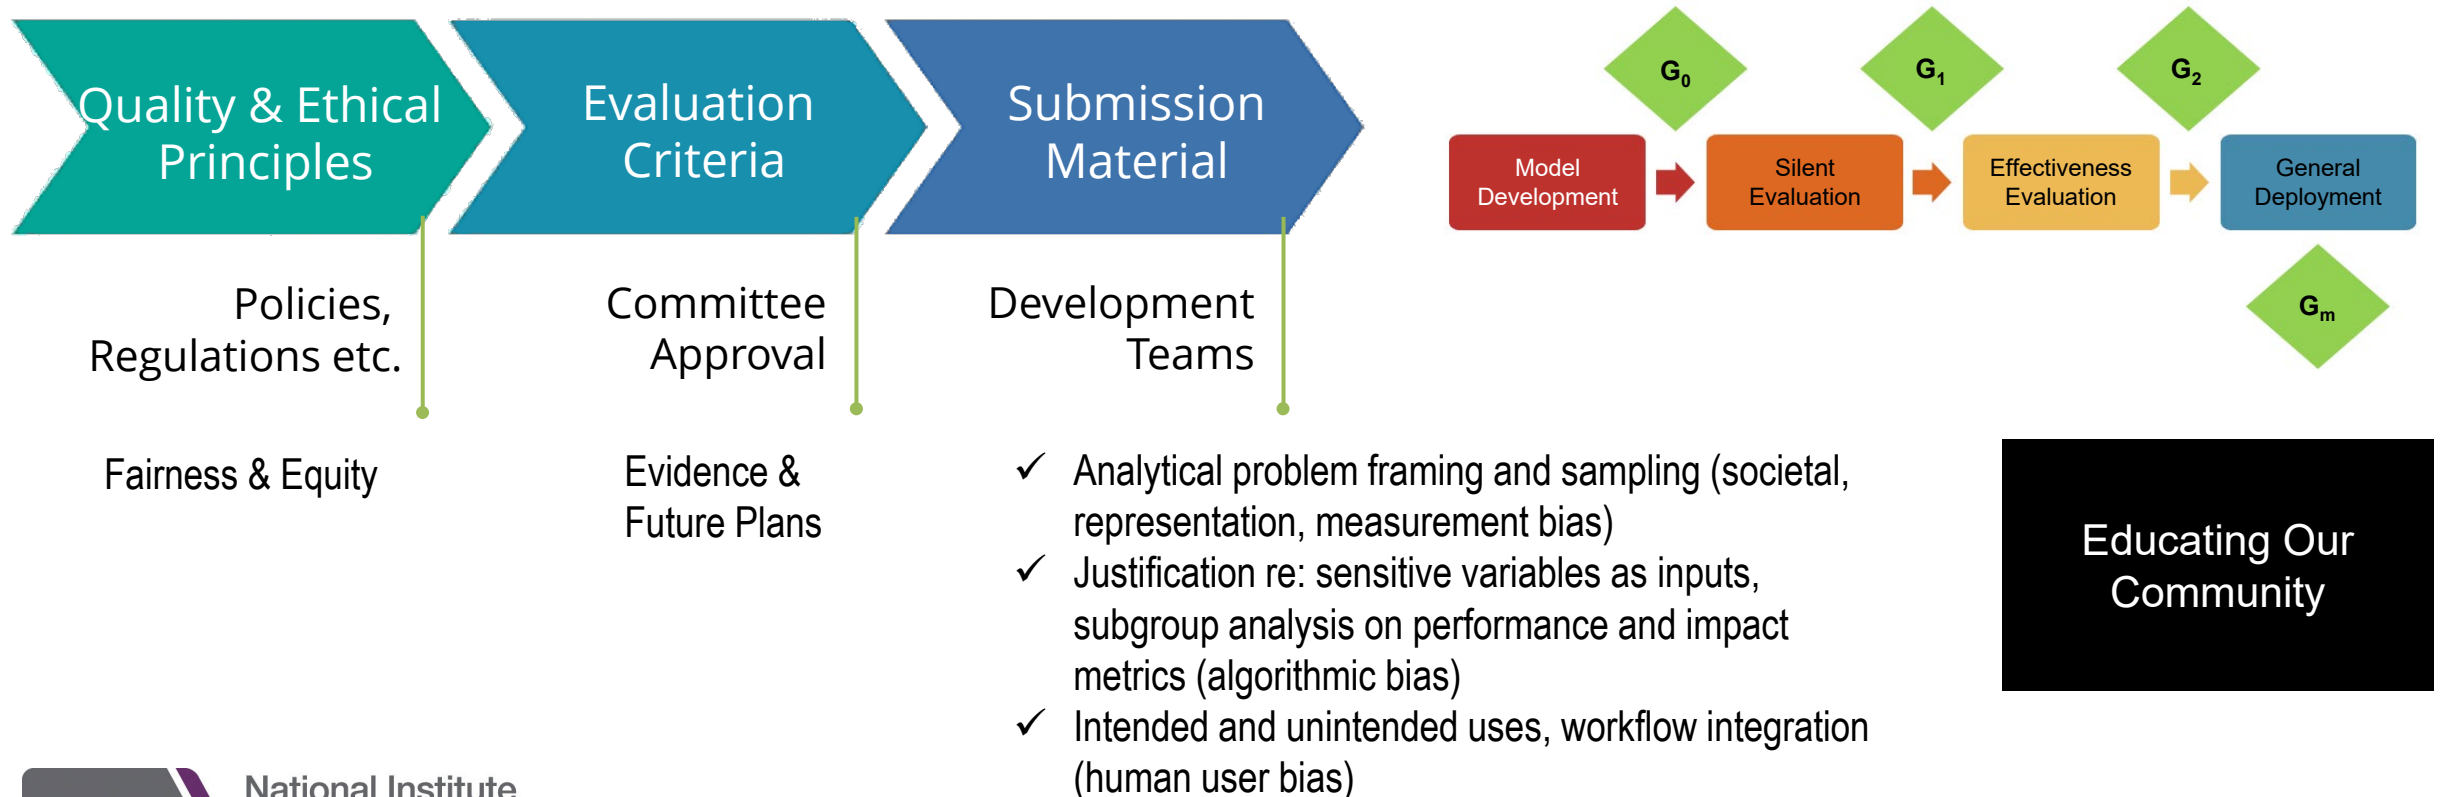 Quality & Ethical
Principles
Evaluation
Criteria
Submission
Material
Policies,
Regulations etc.
Committee
Approval
Development
Teams
Fairness & Equity
Evidence &
Future Plans
✓ Analytical problem framing and sampling (societal,
representation, measurement bias)
✓ Justification re: sensitive variables as inputs,
subgroup analysis on performance and impact
metrics (algorithmic bias)
✓ Intended and unintended uses, workflow integration
(human user bias)
G0
G1
G2
Model
Development
Silent
Evaluation
Effectiveness
Evaluation
General
Deployment
Gm
Educating Our
Community
National Institute